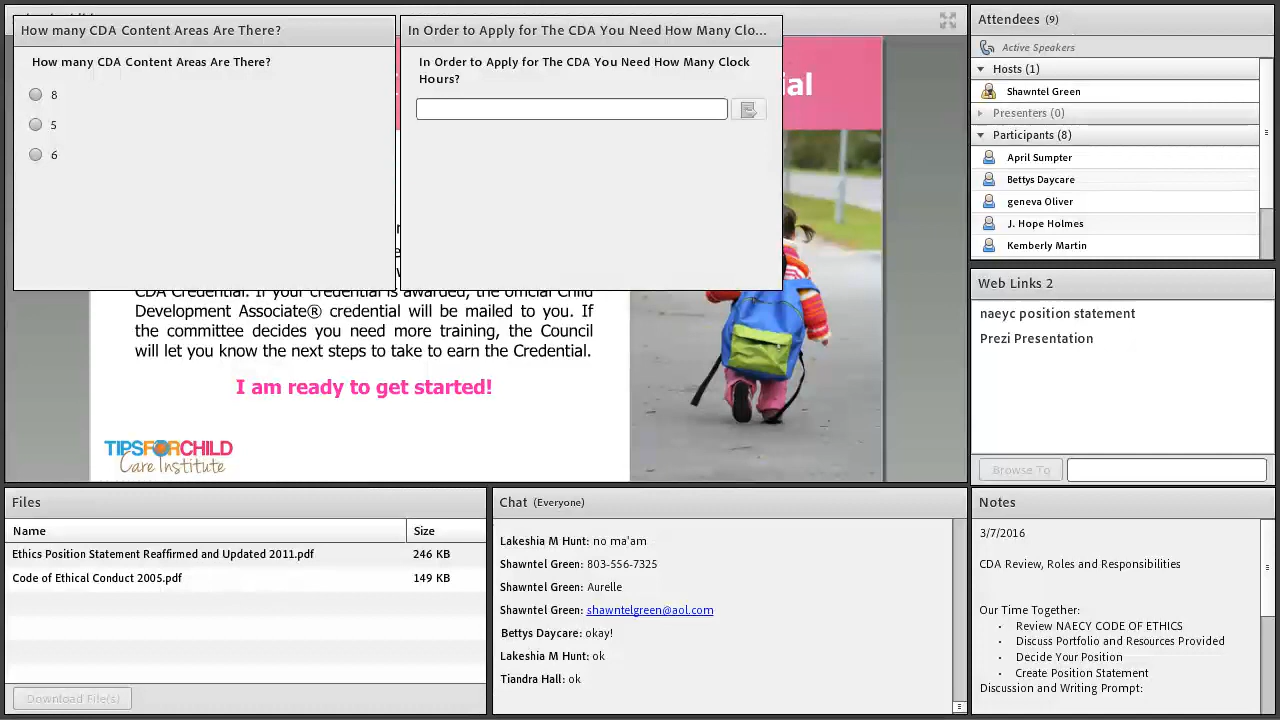 How many CDA Content Areas Are There?
How many CDA Content Areas Are There?
8
5
6
In Order to Apply for The CDA You Need How Many Clo...
In Order to Apply for The CDA You Need How Many Clock
Hours?
ial
CDA Credential. If your credential is awarded, the official Child
Development Associate® credential will be mailed to you. If
the committee decides you need more training, the Council
will let you know the next steps to take to earn the Credential.
I am ready to get started!
TIPSFORCHILD
Care Institute
Attendees (9)
Active Speakers
Hosts (1)
Shawntel Green
Presenters (0)
Participants (8)
April Sumpter
Bettys Daycare
geneva Oliver
J. Hope Holmes
Kemberly Martin
Web Links 2
naeyc position statement
Prezi Presentation
Browse To
Files
Name Size
Ethics Position Statement Reaffirmed and Updated 2011.pdf 246 KB
Code of Ethical Conduct 2005.pdf 149 KB
Download File(s)
Chat (Everyone)
Lakeshia M Hunt: no ma'am
Shawntel Green: 803-556-7325
Shawntel Green: Aurelle
Shawntel Green: shawntelgreen@aol.com
Bettys Daycare: okay!
Lakeshia M Hunt: ok
Tiandra Hall: ok
Notes
3/7/2016
CDA Review, Roles and Responsibilities
Our Time Together:
• Review NAECY CODE OF ETHICS
• Discuss Portfolio and Resources Provided
• Decide Your Position
• Create Position Statement
Discussion and Writing Prompt: